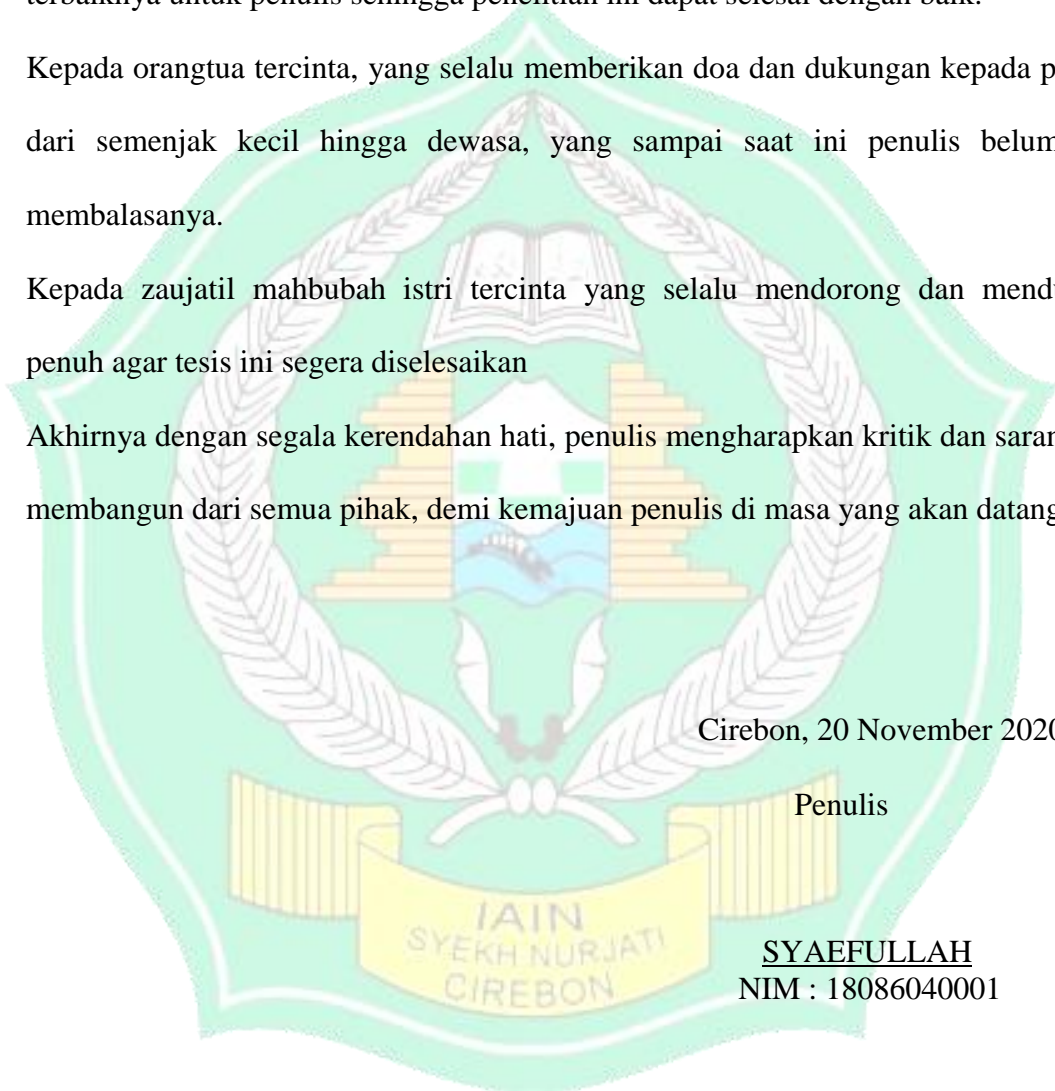 terbaiknya untuk penulis sehingga penelitian ini dapat selesai dengan baik.
Kepada orangtua tercinta, yang selalu memberikan doa dan dukungan kepada p
dari semenjak kecil hingga dewasa, yang sampai saat ini penulis belum
membalasanya.
Kepada zaujatil mahbubah istri tercinta yang selalu mendorong dan mend
penuh agar tesis ini segera diselesaikan
Akhirnya dengan segala kerendahan hati, penulis mengharapkan kritik dan saran
membangun dari semua pihak, demi kemajuan penulis di masa yang akan datang
Cirebon, 20 November 2020
Penulis
IAIN
SYEKH NURJATI
CIREBON
SYAEFULLAH
NIM : 18086040001